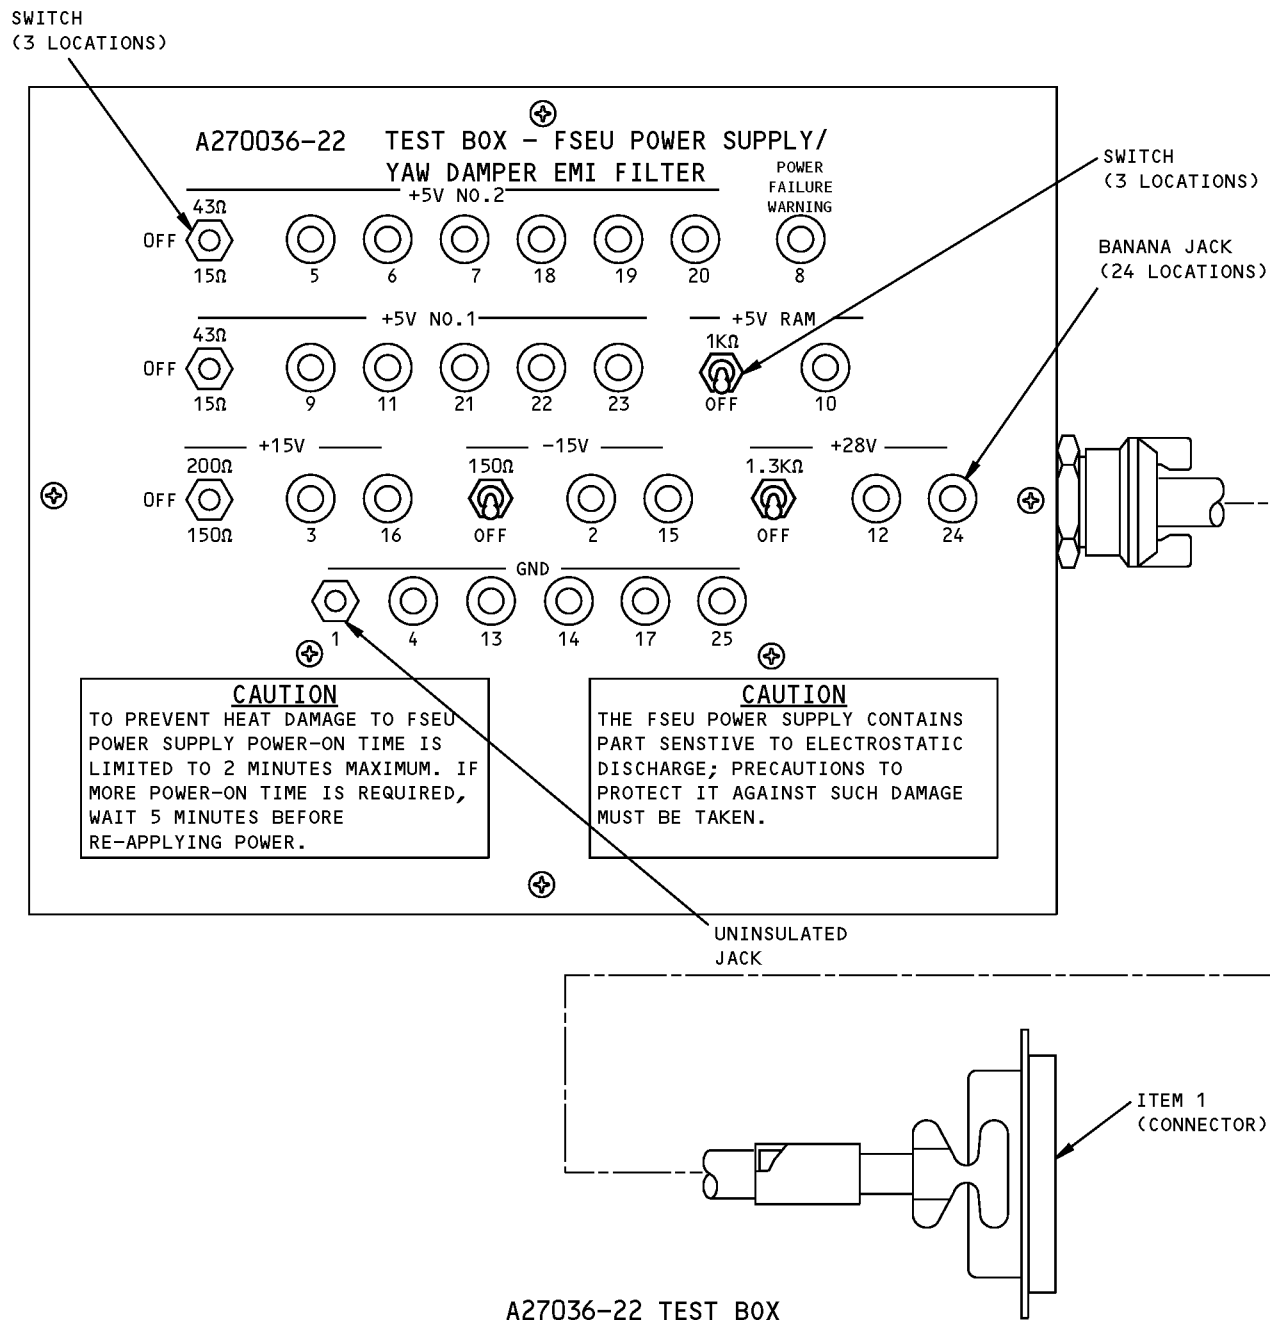 SWITCH
(3 LOCATIONS)
A270036-22 TEST BOX - FSEU POWER SUPPLY/
YAW DAMPER EMI FILTER
POWER
FAILURE
WARNING
SWITCH
(3 LOCATIONS)
BANANA JACK
(24 LOCATIONS)
+5V NO.2
43Ω
OFF
15Ω
5 6 7 18 19 20 8
+5V NO.1 +5V RAM
43Ω 1KΩ
OFF
15Ω 9 11 21 22 23 OFF 10
+15V -15V +28V
200Ω 150Ω 1.3KΩ
OFF
150Ω 3 16 OFF 2 15 OFF 12 24
GND
1 4 13 14 17 25
CAUTION
TO PREVENT HEAT DAMAGE TO FSEU
POWER SUPPLY POWER-ON TIME IS
LIMITED TO 2 MINUTES MAXIMUM. IF
MORE POWER-ON TIME IS REQUIRED,
WAIT 5 MINUTES BEFORE
RE-APPLYING POWER.
CAUTION
THE FSEU POWER SUPPLY CONTAINS
PART SENSTIVE TO ELECTROSTATIC
DISCHARGE; PRECAUTIONS TO
PROTECT IT AGAINST SUCH DAMAGE
MUST BE TAKEN.
UNINSULATED
JACK
ITEM 1
(CONNECTOR)
A27036-22 TEST BOX